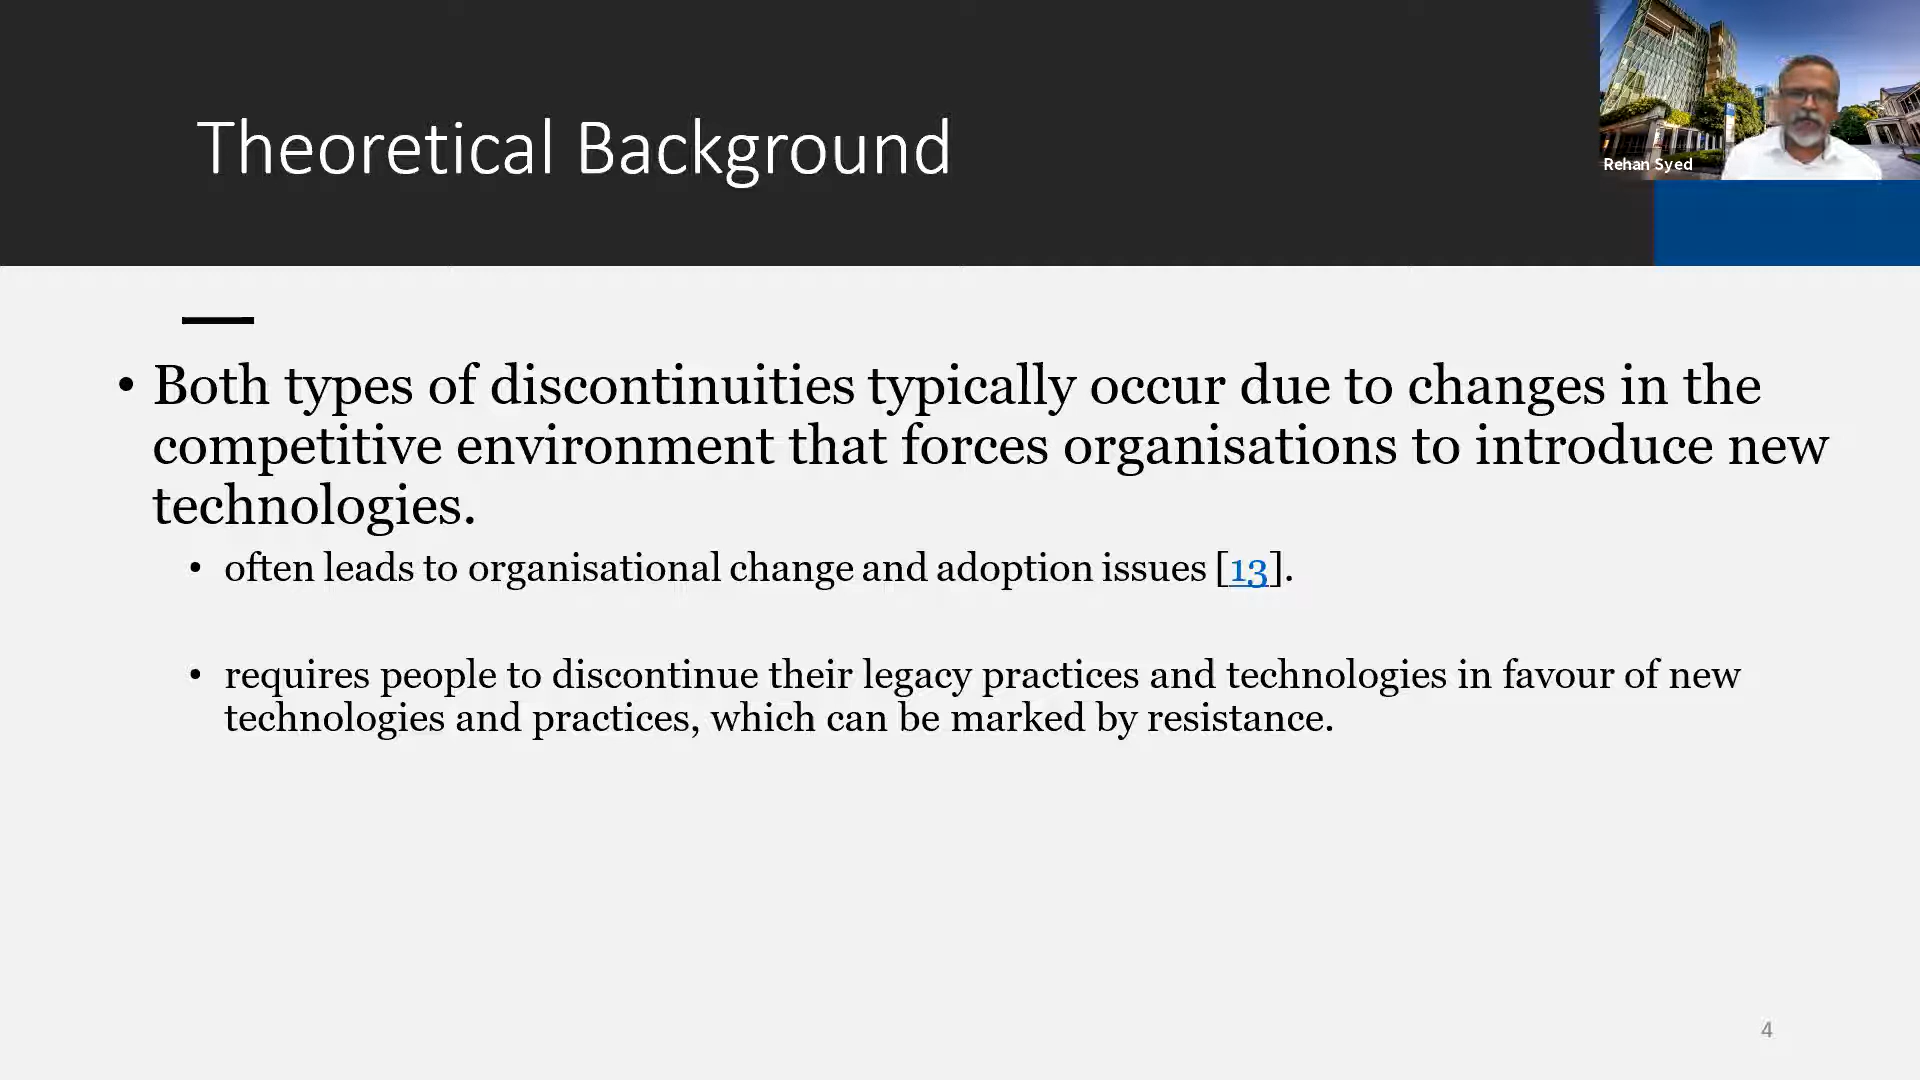 Theoretical Background
Rehan Syed
• Both types of discontinuities typically occur due to changes in the
competitive environment that forces organisations to introduce new
technologies.
• often leads to organisational change and adoption issues [13].
• requires people to discontinue their legacy practices and technologies in favour of new
technologies and practices, which can be marked by resistance.
4